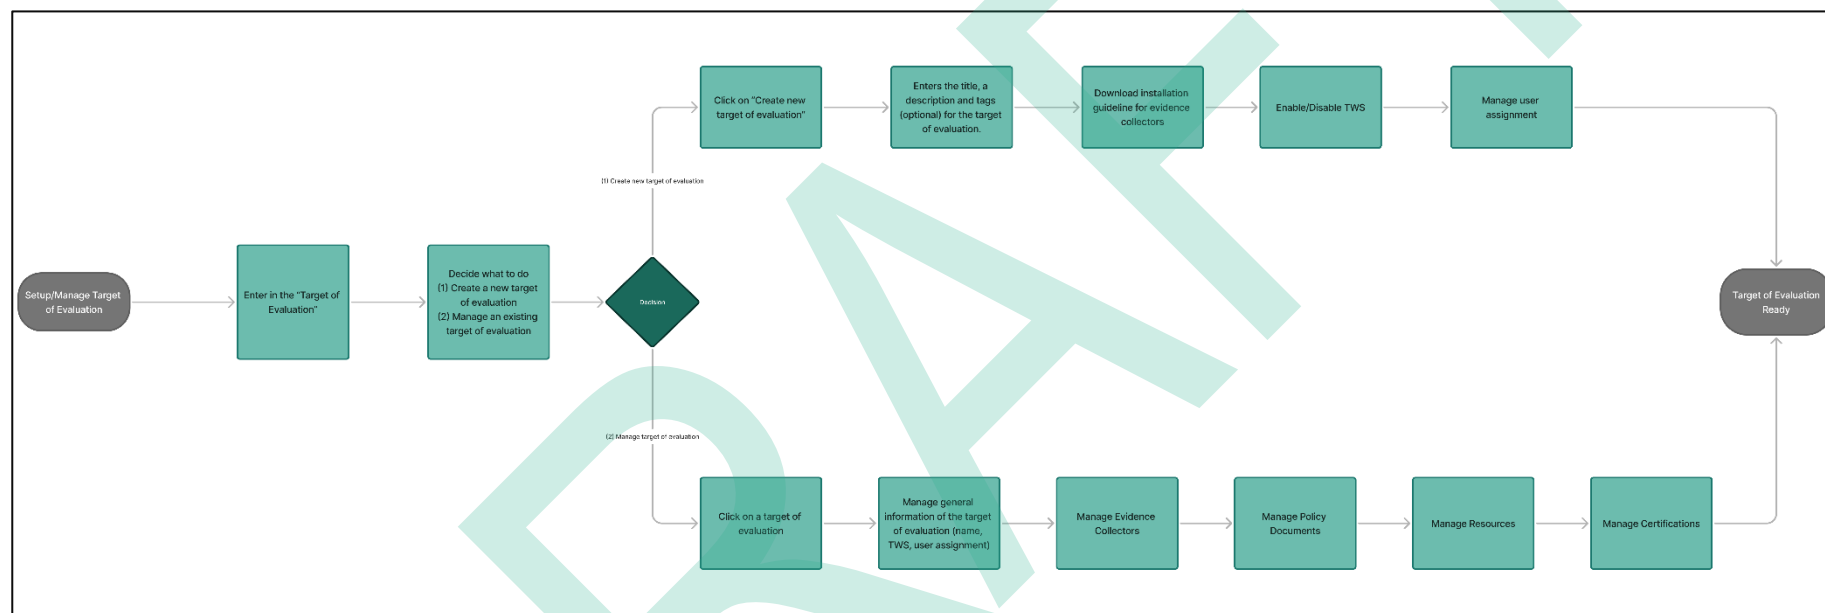 Setup/Manage Target
of Evaluation
Enter in the "Target of
Evaluation"
Decide what to do
(1) Create a new target
of evaluation
(2) Manage an existing
target of evaluation
Decision
(1) Create new target of evaluation
Click on "Create new
target of evaluation"
Enters the title, a
description and tags
(optional) for the target
of evaluation.
Download installation
guideline for evidence
collectors
Enable/Disable TWS
Manage user
assignment
(2) Manage target of evaluation
Click on a target of
evaluation
Manage general
information of the target
of evaluation (name,
TWS, user assignment)
Manage Evidence
Collectors
Manage Policy
Documents
Manage Resources
Manage Certifications
Target of Evaluation
Ready